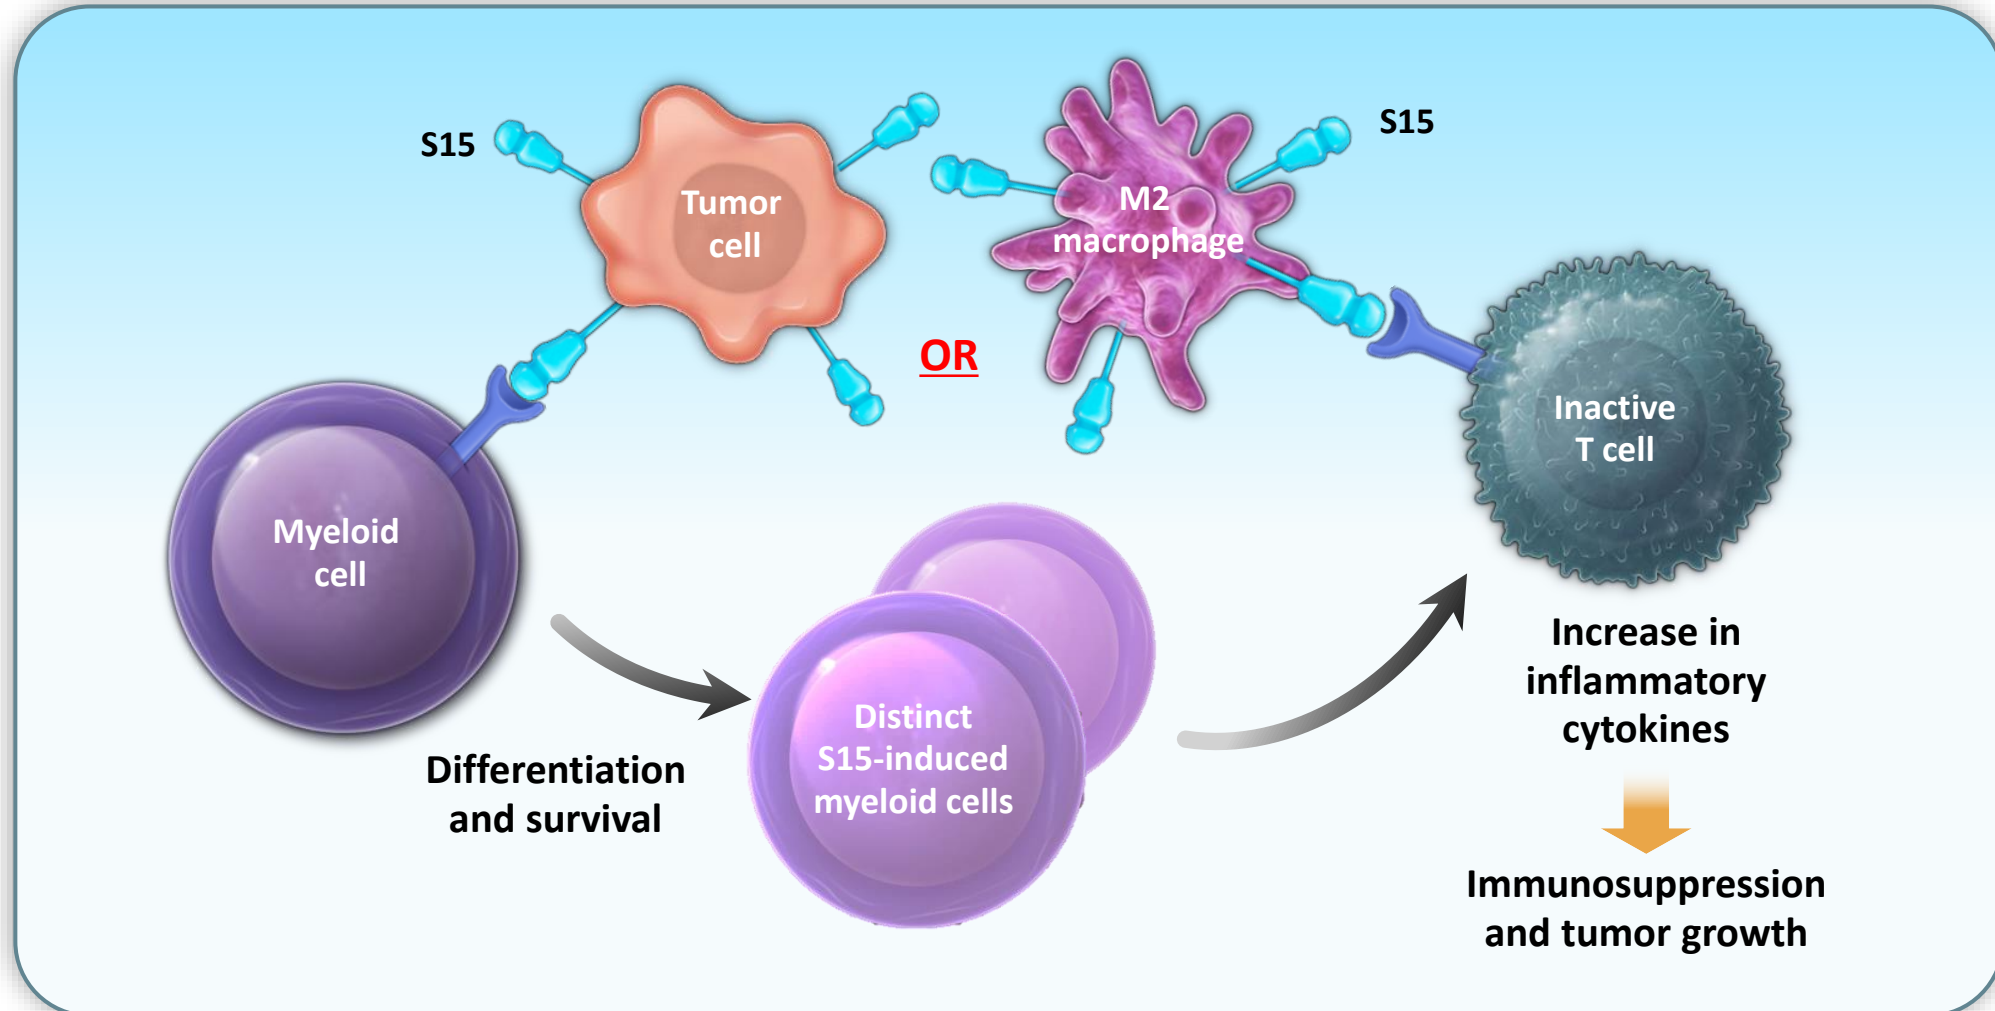 S15
Tumor
cell
M2
macrophage
S15
OR
Inactive
T cell
Myeloid
cell
Differentiation
and survival
Distinct
S15-induced
myeloid cells
Increase in
inflammatory
cytokines
Immunosuppression
and tumor growth